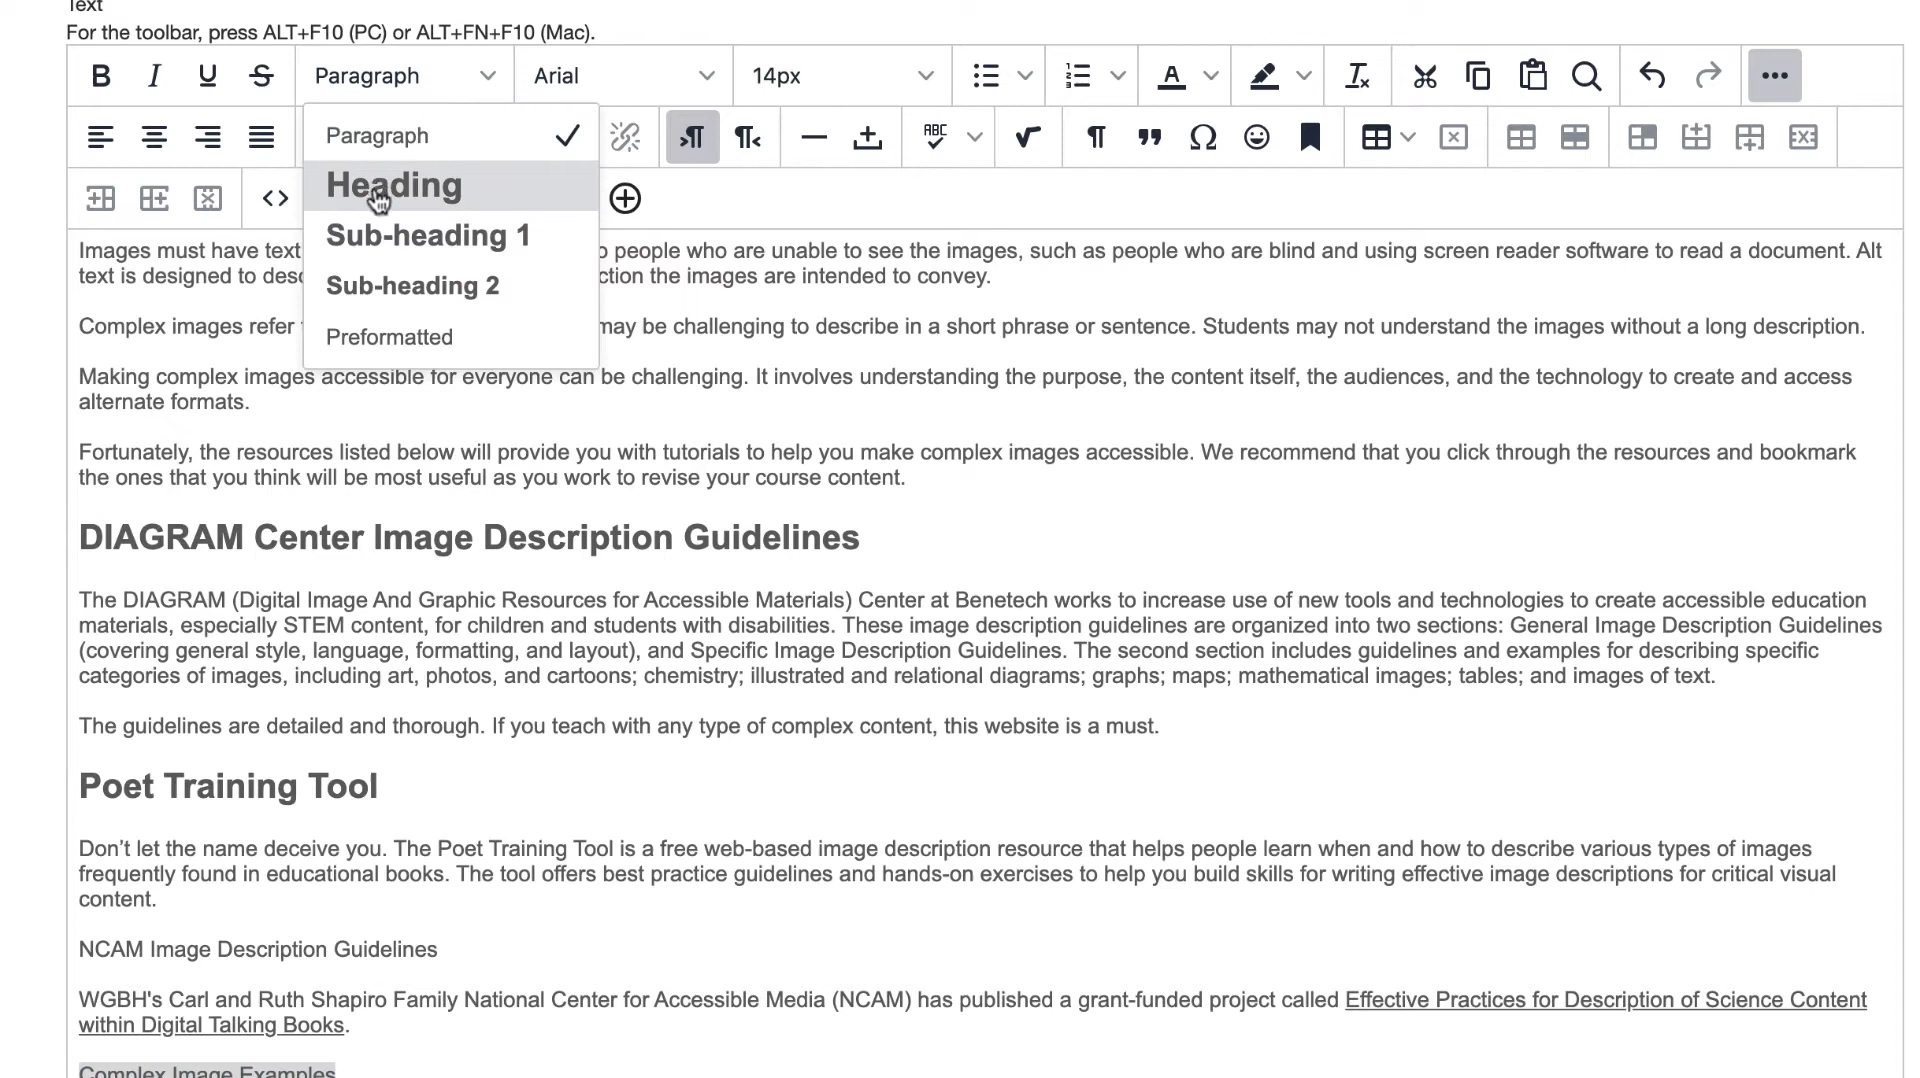 Text
For the toolbar, press ALT+F10 (PC) or ALT+FN+F10 (Mac).
B I U S Paragraph Arial 14px
Paragraph
Heading
Sub-heading 1
Sub-heading 2
Preformatted
ABC
Images must have text people who are unable to see the images, such as people who are blind and using screen reader software to read a document. Alt
text is designed to the images are intended to convey.
Complex images refer may be challenging to describe in a short phrase or sentence. Students may not understand the images without a long description.
Making complex images accessible for everyone can be challenging. It involves understanding the purpose, the content itself, the audiences, and the technology to create and access
alternate formats.
Fortunately, the resources listed below will provide you with tutorials to help you make complex images accessible. We recommend that you click through the resources and bookmark
the ones that you think will be most useful as you work to revise your course content.
DIAGRAM Center Image Description Guidelines
The DIAGRAM (Digital Image And Graphic Resources for Accessible Materials) Center at Benetech works to increase use of new tools and technologies to create accessible education
materials, especially STEM content, for children and students with disabilities. These image description guidelines are organized into two sections: General Image Description Guidelines
(covering general style, language, formatting, and layout), and Specific Image Description Guidelines. The second section includes guidelines and examples for describing specific
categories of images, including art, photos, and cartoons; chemistry; illustrated and relational diagrams; graphs; maps; mathematical images; tables; and images of text.
The guidelines are detailed and thorough. If you teach with any type of complex content, this website is a must.
Poet Training Tool
Don’t let the name deceive you. The Poet Training Tool is a free web-based image description resource that helps people learn when and how to describe various types of images
frequently found in educational books. The tool offers best practice guidelines and hands-on exercises to help you build skills for writing effective image descriptions for critical visual
content.
NCAM Image Description Guidelines
WGBH's Carl and Ruth Shapiro Family National Center for Accessible Media (NCAM) has published a grant-funded project called Effective Practices for Description of Science Content
within Digital Talking Books.
Complex Image Examples